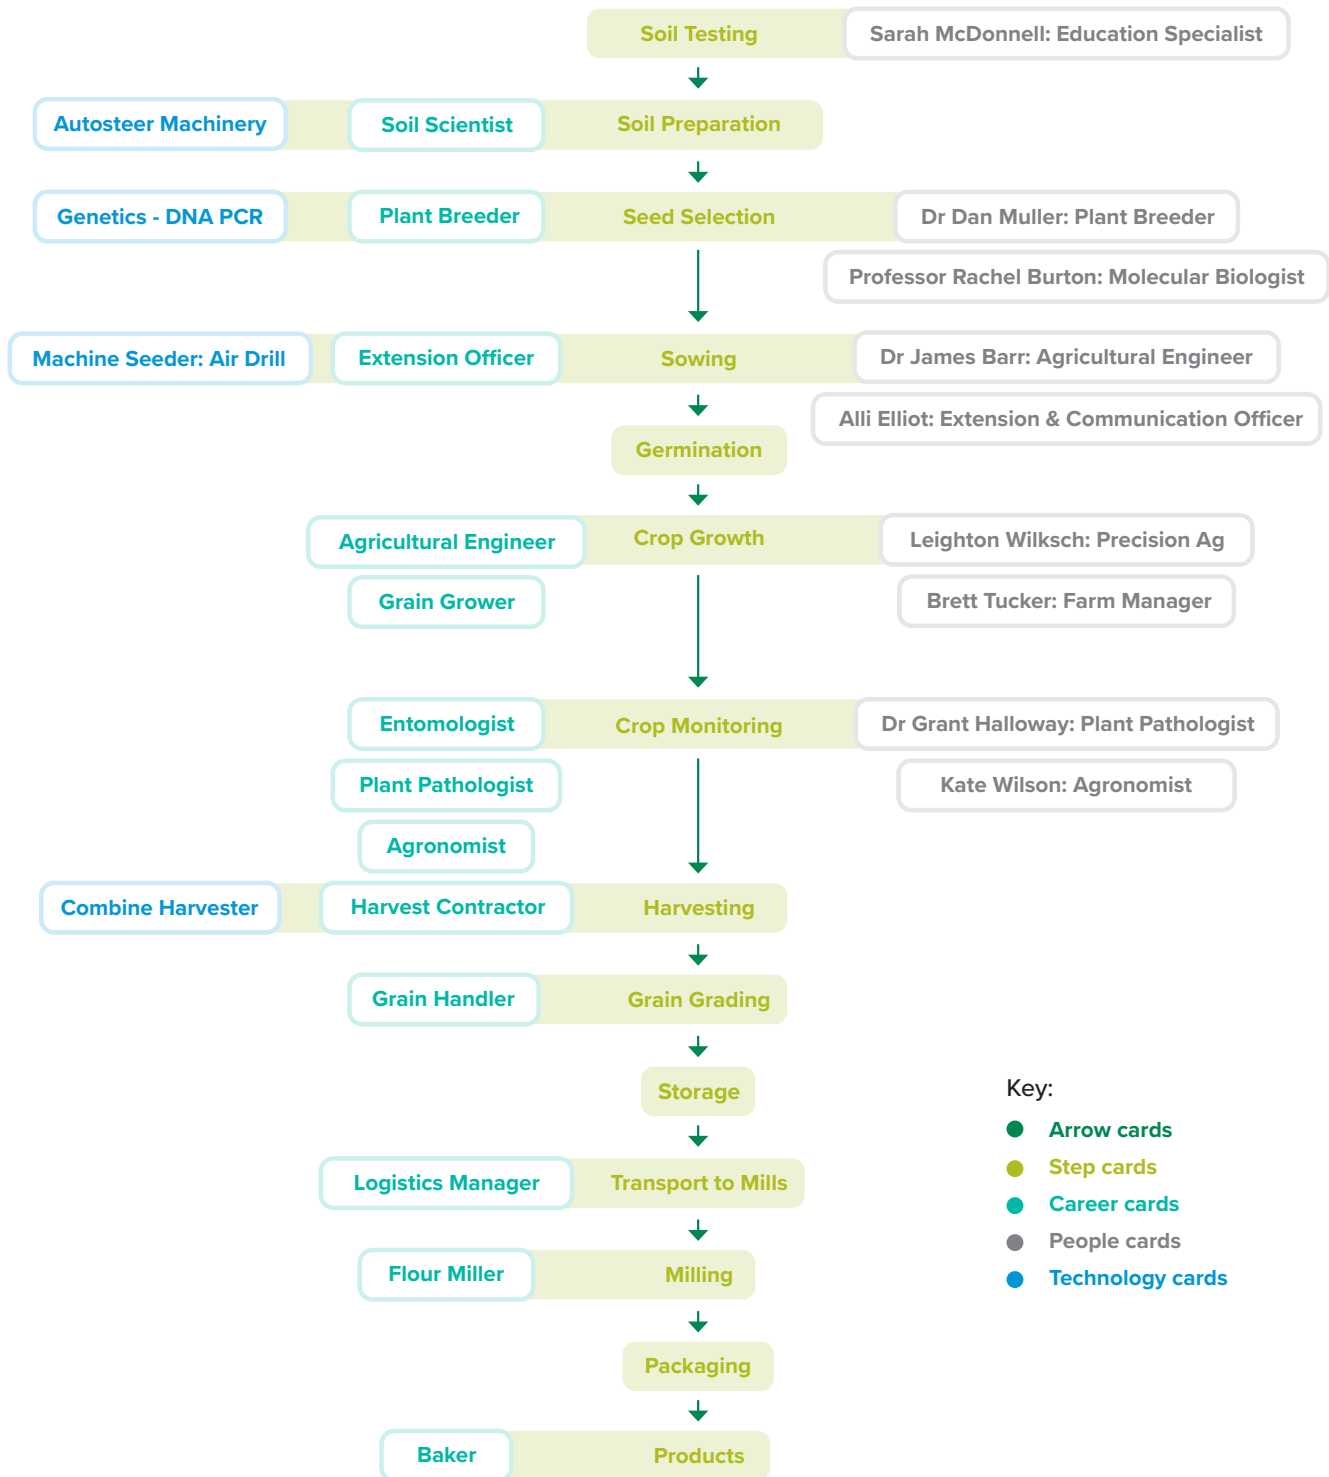 Soil Testing
Sarah McDonnell: Education Specialist
Autosteer Machinery
Soil Scientist
Soil Preparation
Genetics - DNA PCR
Plant Breeder
Seed Selection
Dr Dan Muller: Plant Breeder
Professor Rachel Burton: Molecular Biologist
Machine Seeder: Air Drill
Extension Officer
Sowing
Dr James Barr: Agricultural Engineer
Alli Elliot: Extension & Communication Officer
Germination
Agricultural Engineer
Crop Growth
Leighton Wilksch: Precision Ag
Grain Grower
Brett Tucker: Farm Manager
Entomologist
Crop Monitoring
Dr Grant Halloway: Plant Pathologist
Plant Pathologist
Kate Wilson: Agronomist
Agronomist
Combine Harvester
Harvest Contractor
Harvesting
Grain Handler
Grain Grading
Storage
Logistics Manager
Transport to Mills
Flour Miller
Milling
Packaging
Baker
Products
Key:
Arrow cards
Step cards
Career cards
People cards
Technology cards